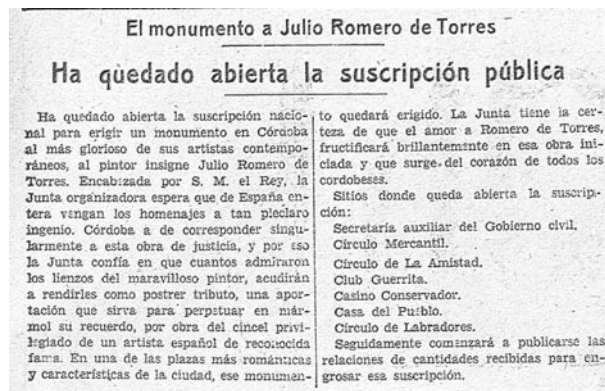 El monumento a Julio Romero de Torres
Ha quedado abierta la suscripción pública
Ha quedado abierta la suscripción nacio-
nal para erigir un monumento en Córdoba
al más glorioso de sus artistas contempo-
ráneos, al pintor insigne Julio Romero de
Torres. Encabezada por S. M. el Rey, la
Junta organizadora espera que de España en-
tera vengan los homenajes a tan pleclaro
ingenio. Córdoba a de corresponder singu-
larmente a esta obra de justicia, y por eso
la Junta confía en que cuantos admiraron
los lienzos del maravilloso pintor, acudirán
a rendirles como postrer tributo, una apor-
tación que sirva para perpetuar en már-
mol su recuerdo, por obra del cincel privi-
legiado de un artista español de reconocida
fama. En una de las plazas más románticas
y características de la ciudad, ese monumen-
to quedará erigido. La Junta tiene la cer-
teza de que el amor a Romero de Torres,
fructificará brillantemente en esa obra ini-
ciada y que surge del corazón de todos los
cordobeses.
Sitios donde queda abierta la suscrip-
ción:
Secretaría auxiliar del Gobierno civil.
Círculo Mercantil.
Círculo de La Amistad.
Club Guerrita.
Casino Conservador.
Casa del Pueblo.
Círculo de Labradores.
Seguidamente comenzará a publicarse las
relaciones de cantidades recibidas para en-
grosar esa suscripción.